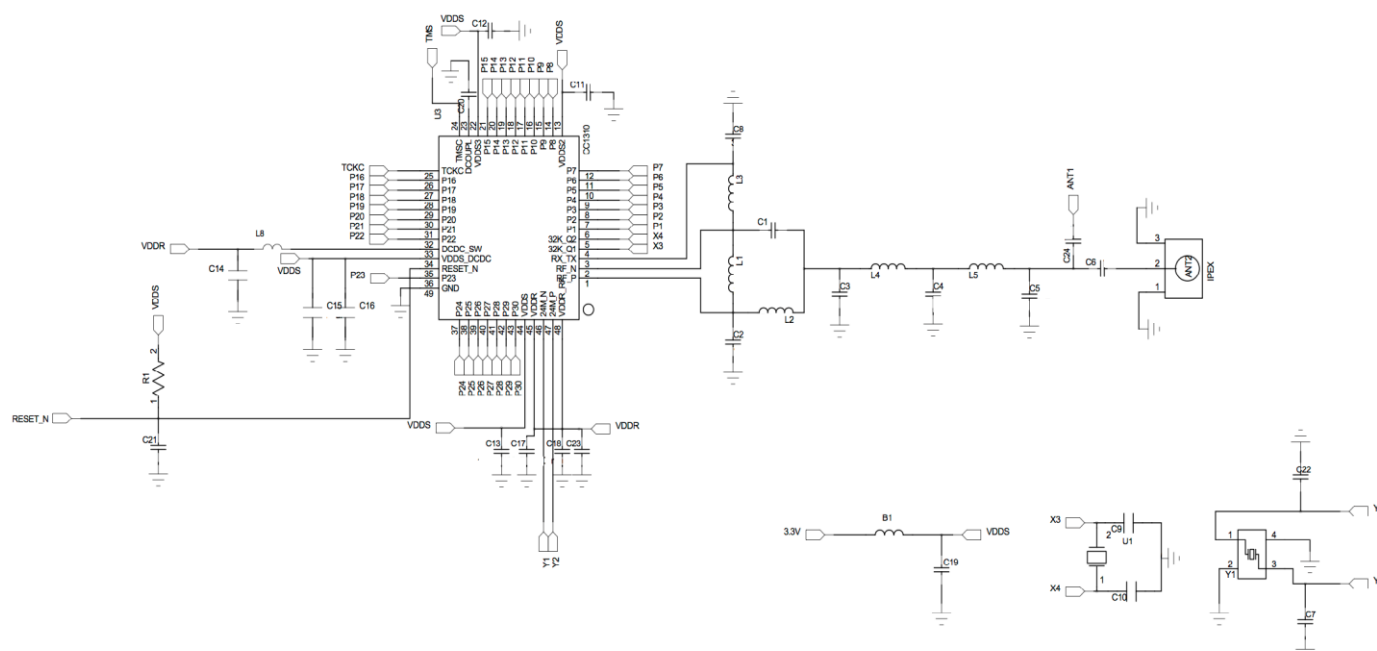 VDDS
C12
TMS
VDDS
P15
P14
P13
P12
P11
P10
P9
P8
C20
C11
U3
24
23
22
21
20
19
18
17
16
15
14
13
CC1310
TMSC
DCOUPL
VDDS3
P15
P14
P13
P12
P11
P10
P9
P8
VDDS2
TCKC
P16
P17
P18
P19
P20
P21
P22
TCKC
25
P16
26
P17
27
P18
28
P19
29
P20
30
P21
31
P22
32
DCDC_SW
33
VDDS_DCDC
34
RESET_N
35
P23
36
GND
49
P7
12
P6
11
P5
10
P4
9
P3
8
P2
7
P1
6
5
4
RX_TX
3
RF_N
2
RF_P
1
P7
P6
P5
P4
P3
P2
P1
X4
X3
VDDR
L8
C14
VDDS
C15
C16
P23
VDDS
2
R1
1
RESET_N
C21
P24
P25
P26
P27
P28
P29
P30
VDDS
VDDR
24M_N
24M_P
VDDR_RF
37
38
39
40
41
42
43
44
45
46
47
48
P24
P25
P26
P27
P28
P29
P30
VDDS
C13
C17
C18
C23
VDDR
Y1
Y2
C8
L3
C1
L1
L2
C2
C3
L4
C4
L5
C5
ANT1
C24
C6
3
2
1
ANT2
IPEX
3.3V
B1
VDDS
C19
X3
C9
U1
2
1
X4
C10
C22
Y
1
4
2
3
Y1
Y
C7